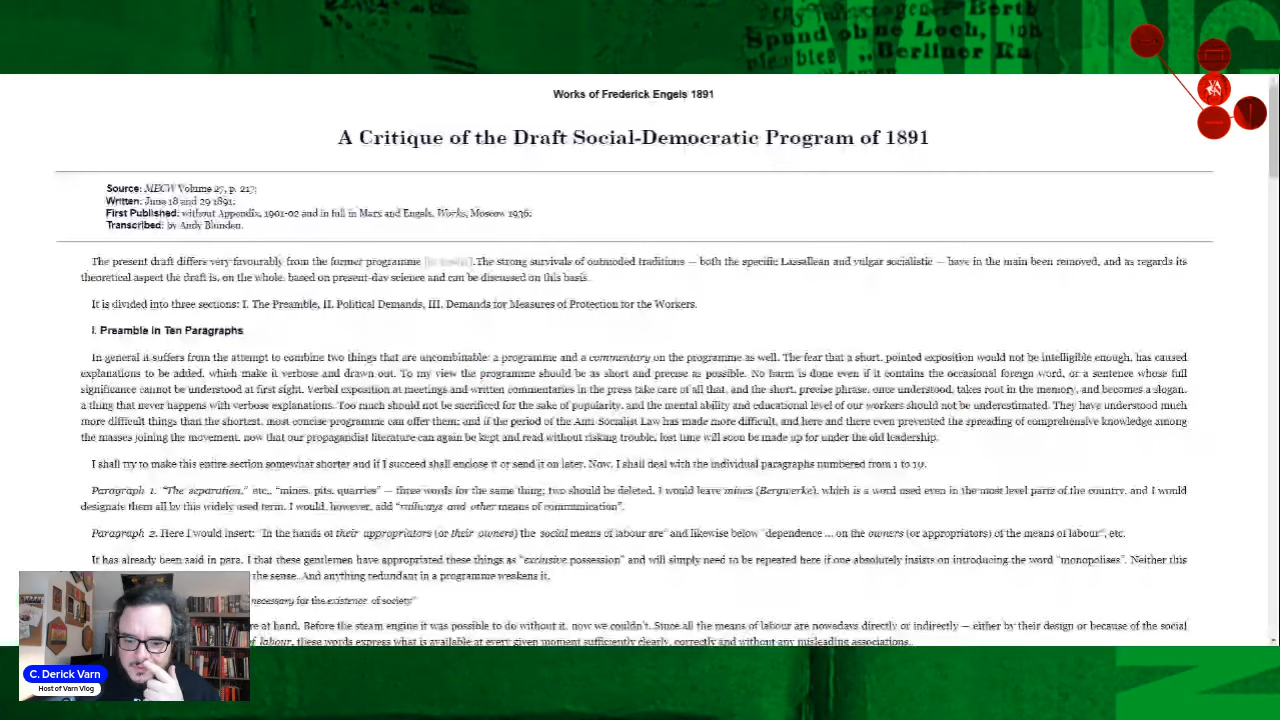 Berth
Spund ohne Loch,
„Berliner
VARN
Works of Frederick Engels 1891
A Critique of the Draft Social-Democratic Program of 1891
Source: MECW Volume 27, p. 217;
Written: June 18 and 29 1891;
First Published: without Appendix, 1901-02 and in full in Marx and Engels, Works, Moscow 1936;
Transcribed: by Andy Blunden.
The present draft differs very favourably from the former programme .The strong survivals of outmoded traditions — both the specific Lassallean and vulgar socialistic — have in the main been removed, and as regards its
theoretical aspect the draft is, on the whole, based on present-day science and can be discussed on this basis.
It is divided into three sections: I. The Preamble, II. Political Demands, III. Demands for Measures of Protection for the Workers.
I. Preamble in Ten Paragraphs
In general it suffers from the attempt to combine two things that are uncombinable: a programme and a commentary on the programme as well. The fear that a short, pointed exposition would not be intelligible enough, has caused
explanations to be added, which make it verbose and drawn out. To my view the programme should be as short and precise as possible. No harm is done even if it contains the occasional foreign word, or a sentence whose full
significance cannot be understood at first sight. Verbal exposition at meetings and written commentaries in the press take care of all that, and the short, precise phrase, once understood, takes root in the memory, and becomes a slogan,
a thing that never happens with verbose explanations. Too much should not be sacrificed for the sake of popularity, and the mental ability and educational level of our workers should not be underestimated. They have understood much
more difficult things than the shortest, most concise programme can offer them; and if the period of the Anti-Socialist Law has made more difficult, and here and there even prevented the spreading of comprehensive knowledge among
the masses joining the movement, now that our propagandist literature can again be kept and read without risking trouble, lost time will soon be made up for under the old leadership.
I shall try to make this entire section somewhat shorter and if I succeed shall enclose it or send it on later. Now, I shall deal with the individual paragraphs numbered from 1 to 10.
Paragraph 1. "The separation," etc., "mines, pits, quarries" — three words for the same thing; two should be deleted. I would leave mines (Bergwerke), which is a word used even in the most level parts of the country, and I would
designate them all by this widely used term. I would, however, add "railways and other means of communication".
Paragraph 2. Here I would insert: "In the hands of their appropriators (or their owners) the social means of labour are" and likewise below "dependence ... on the owners (or appropriators) of the means of labour", etc.
It has already been said in para. 1 that these gentlemen have appropriated these things as "exclusive possession" and will simply need to be repeated here if one absolutely insists on introducing the word "monopolises". Neither this
the sense. And anything redundant in a programme weakens it.
necessary for the existence of society"
re at hand. Before the steam engine it was possible to do without it, now we couldn't. Since all the means of labour are nowadays directly or indirectly — either by their design or because of the social
of labour, these words express what is available at every given moment sufficiently clearly, correctly and without any misleading associations.
C. Derick Varn
Host of Varn Vlog